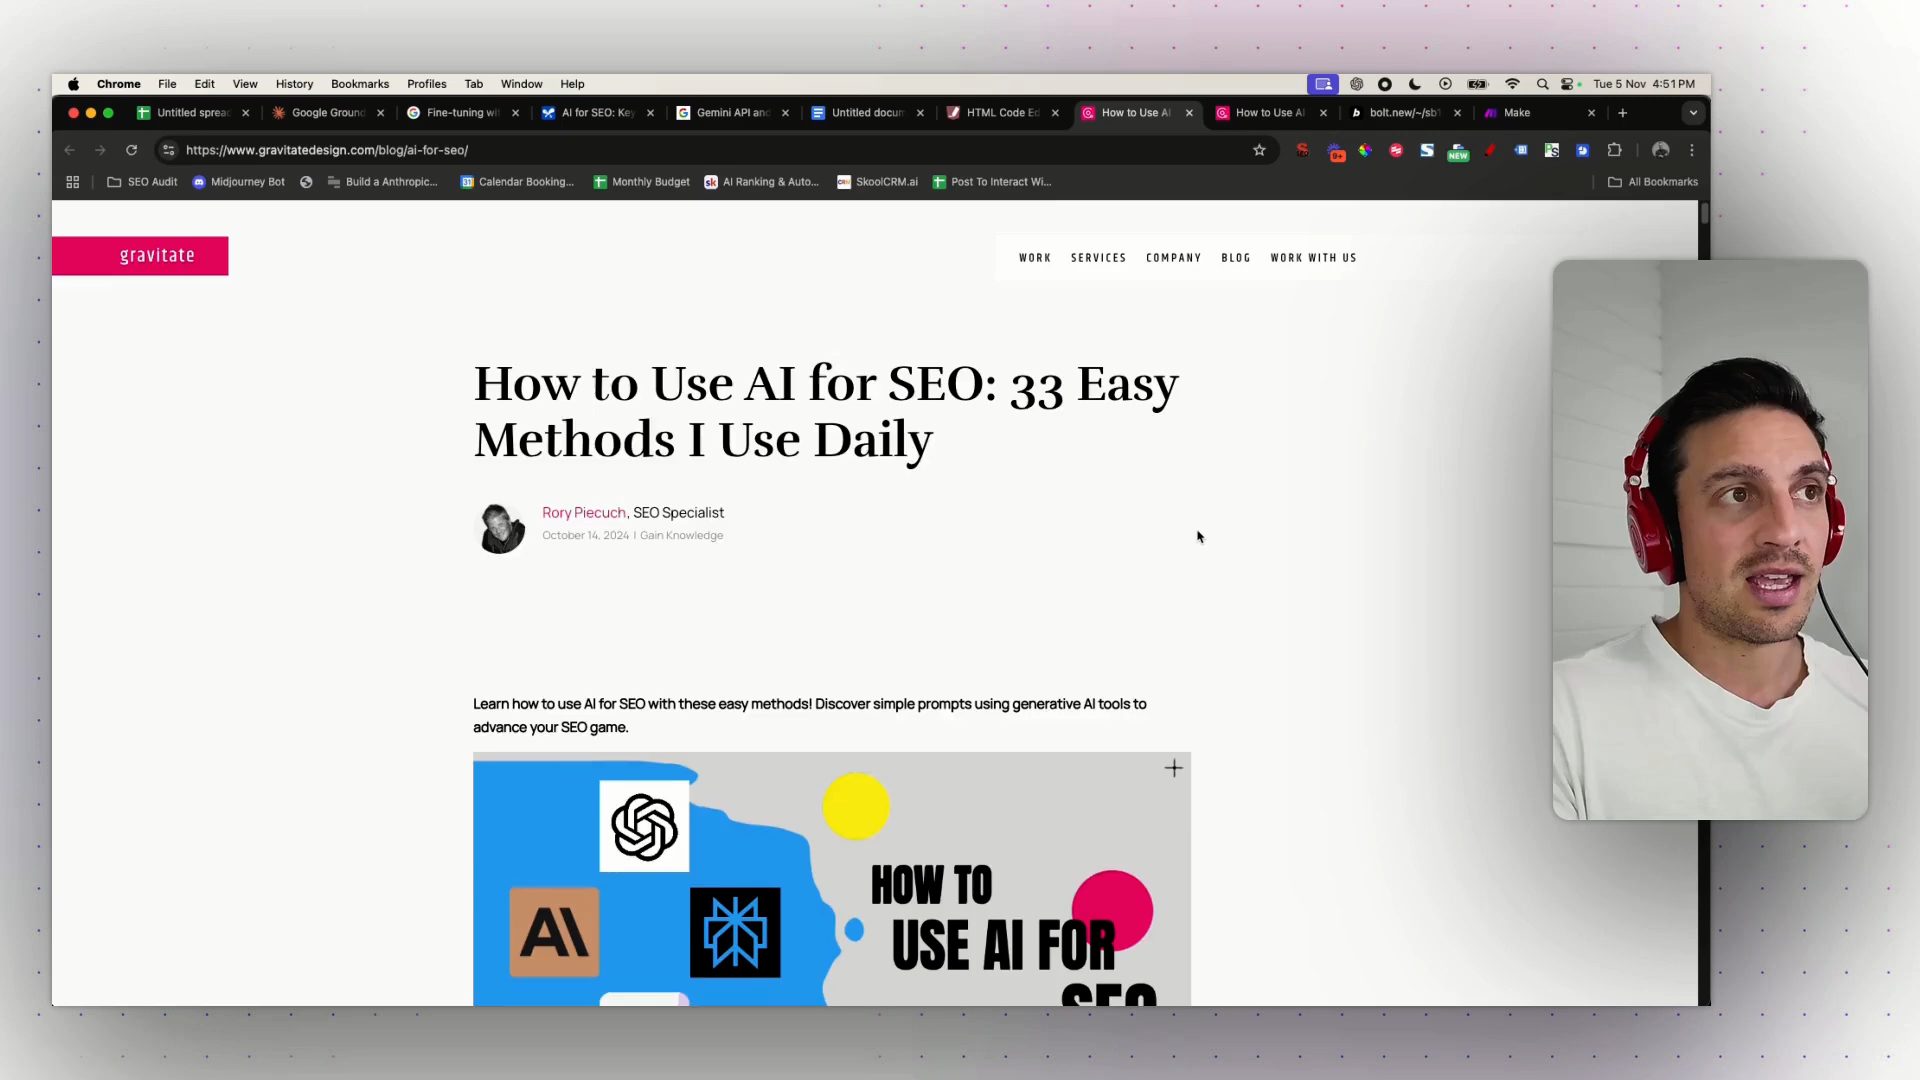 Chrome File Edit View History Bookmarks Profiles Tab Window Help
Tue 5 Nov 4:51 PM
Untitled spread
Google Ground
Fine-tuning wit
AI for SEO: Key
Gemini API and
Untitled docum
HTML Code Ed
How to Use AI
How to Use AI
bolt.new/~/sb1
Make
https://www.gravitatedesign.com/blog/ai-for-seo/
9+
NEW
SEO Audit
Midjourney Bot
Build a Anthropic...
Calendar Booking...
Monthly Budget
AI Ranking & Auto...
SkoolCRM.ai
Post To Interact Wi...
All Bookmarks
gravitate
WORK SERVICES COMPANY BLOG WORK WITH US
How to Use AI for SEO: 33 Easy
Methods I Use Daily
Rory Piecuch, SEO Specialist
October 14, 2024 | Gain Knowledge
Learn how to use AI for SEO with these easy methods! Discover simple prompts using generative AI tools to
advance your SEO game.
HOW TO
USE AI FOR
SEO